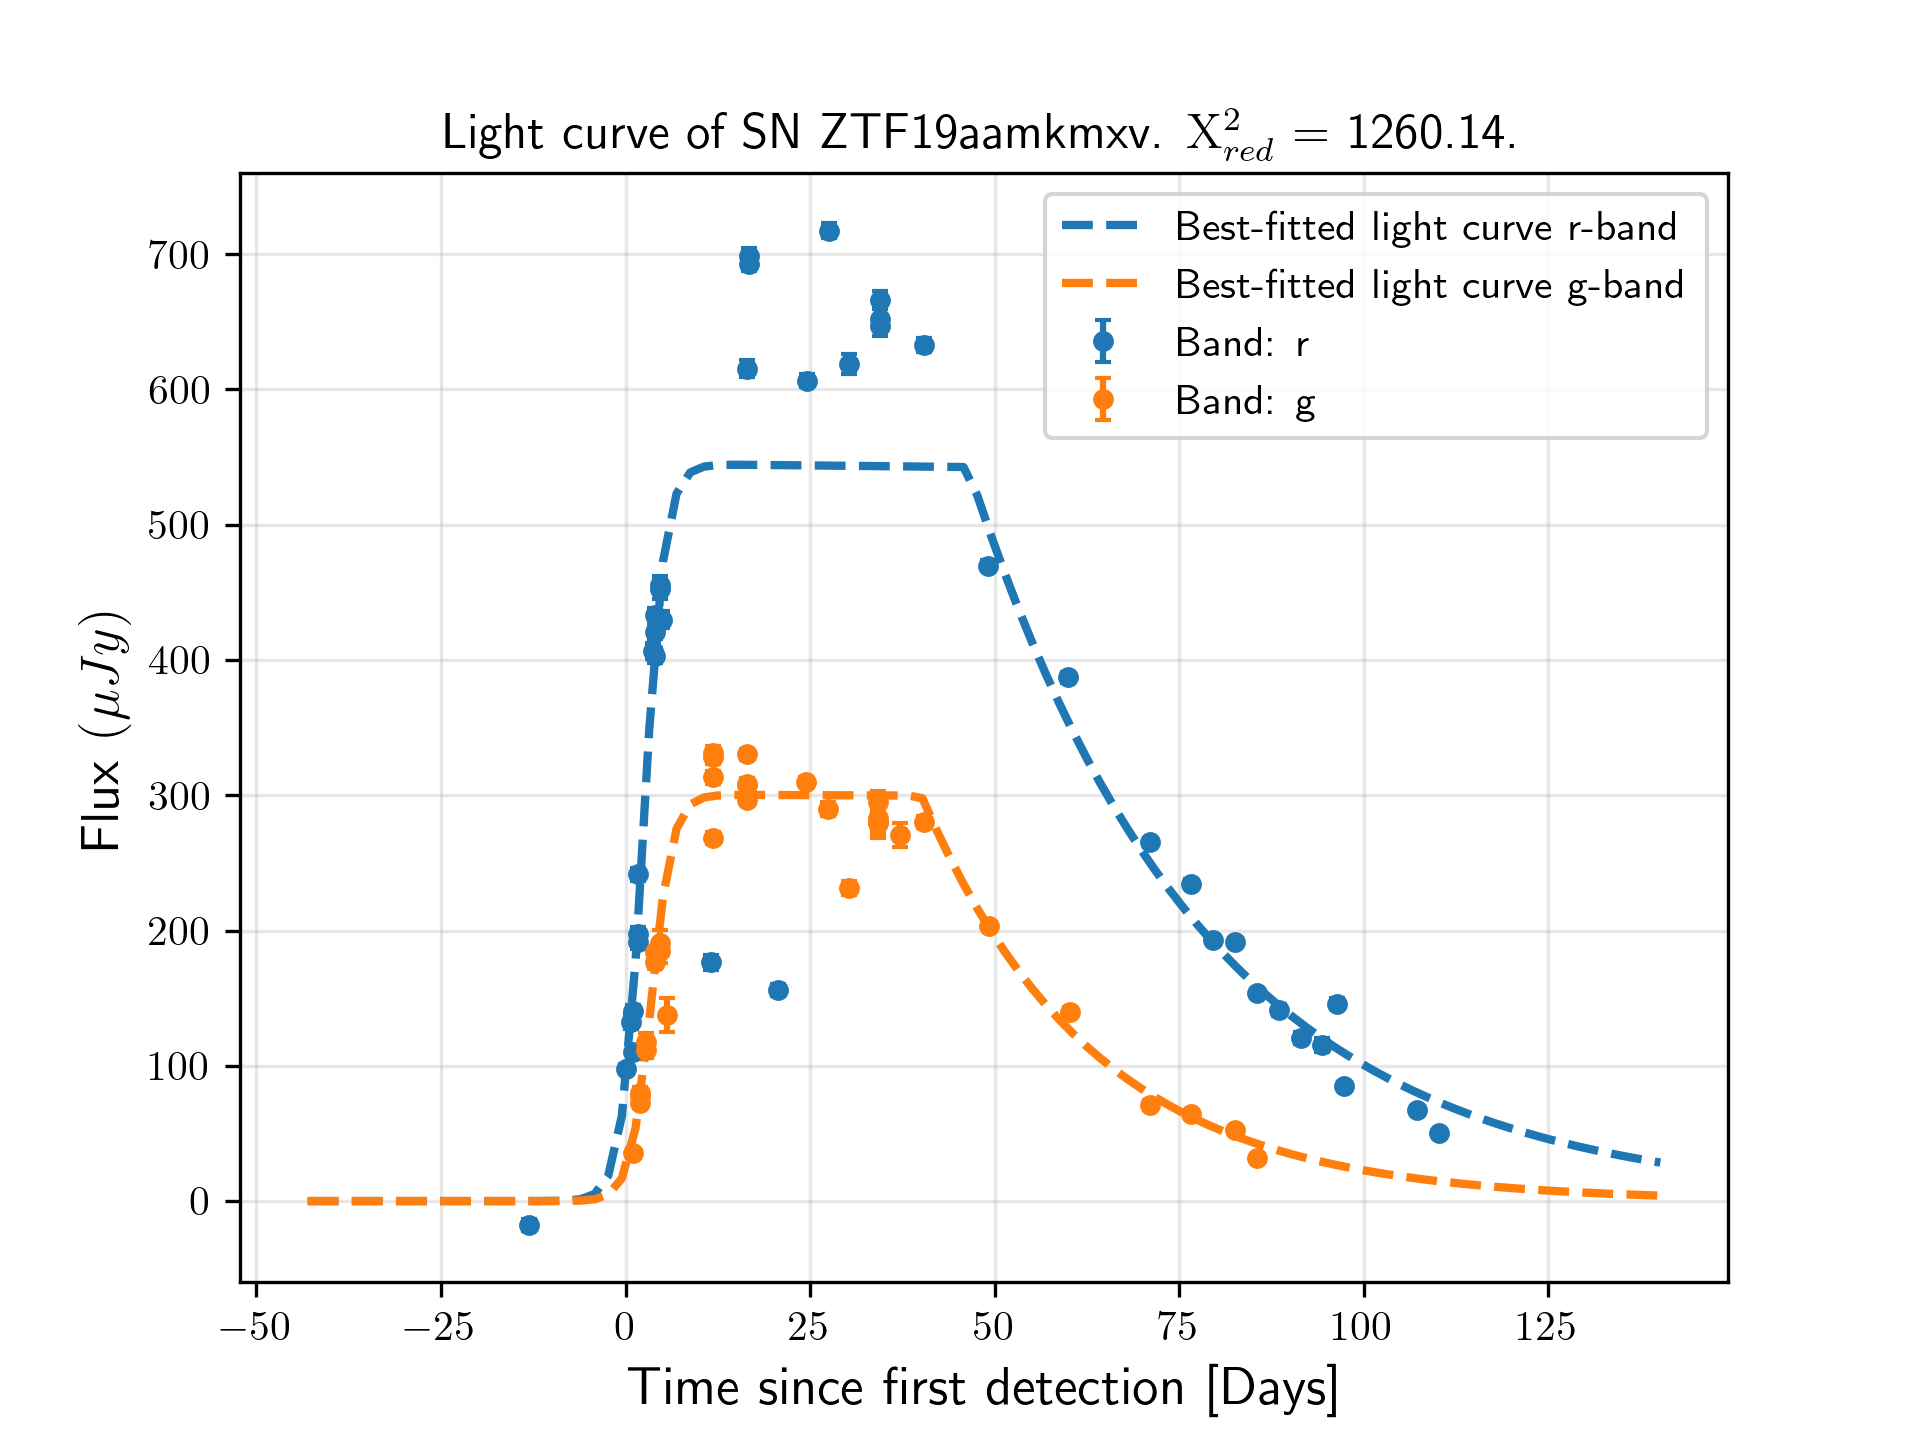 Light curve of SN ZTF19aamkmxv. X²_red = 1260.14.
Best-fitted light curve r-band
Best-fitted light curve g-band
Band: r
Band: g
Flux (μJy)
700
600
500
400
300
200
100
0
−50 −25 0 25 50 75 100 125
Time since first detection [Days]